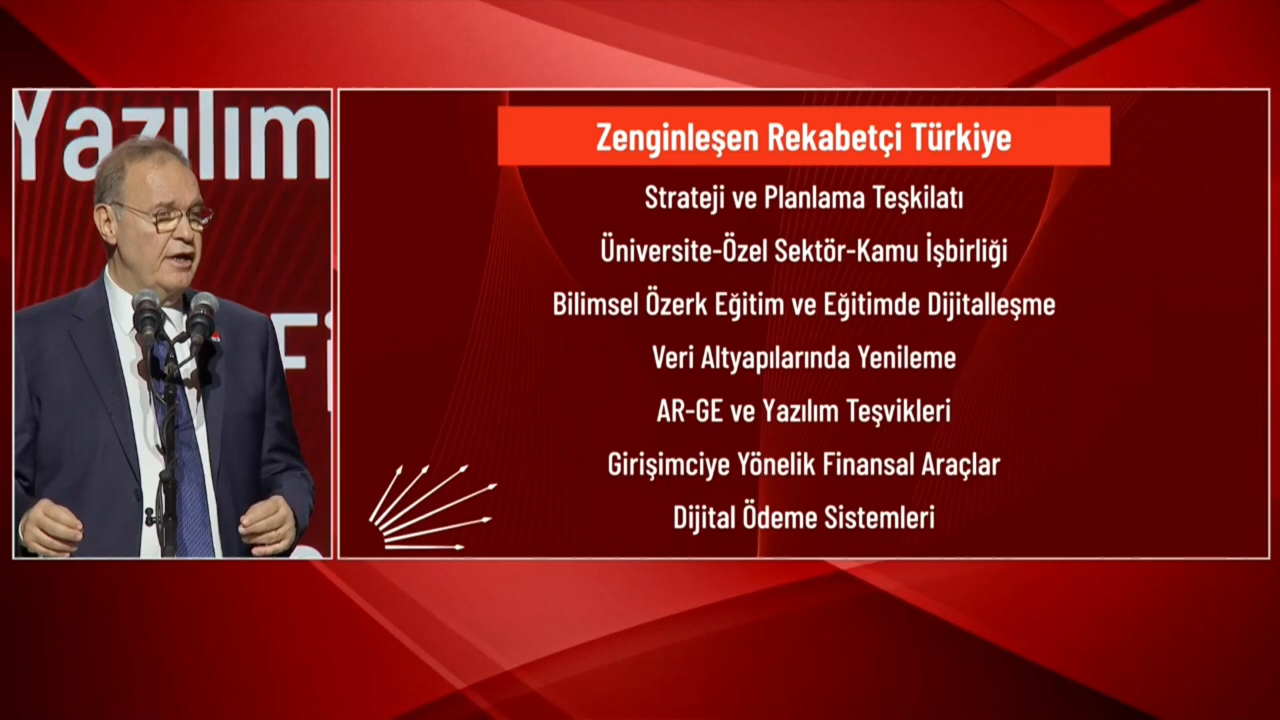 Yazılım
Fi
Zenginleşen Rekabetçi Türkiye
Strateji ve Planlama Teşkilatı
Üniversite-Özel Sektör-Kamu İşbirliği
Bilimsel Özerk Eğitim ve Eğitimde Dijitalleşme
Veri Altyapılarında Yenileme
AR-GE ve Yazılım Teşvikleri
Girişimciye Yönelik Finansal Araçlar
Dijital Ödeme Sistemleri